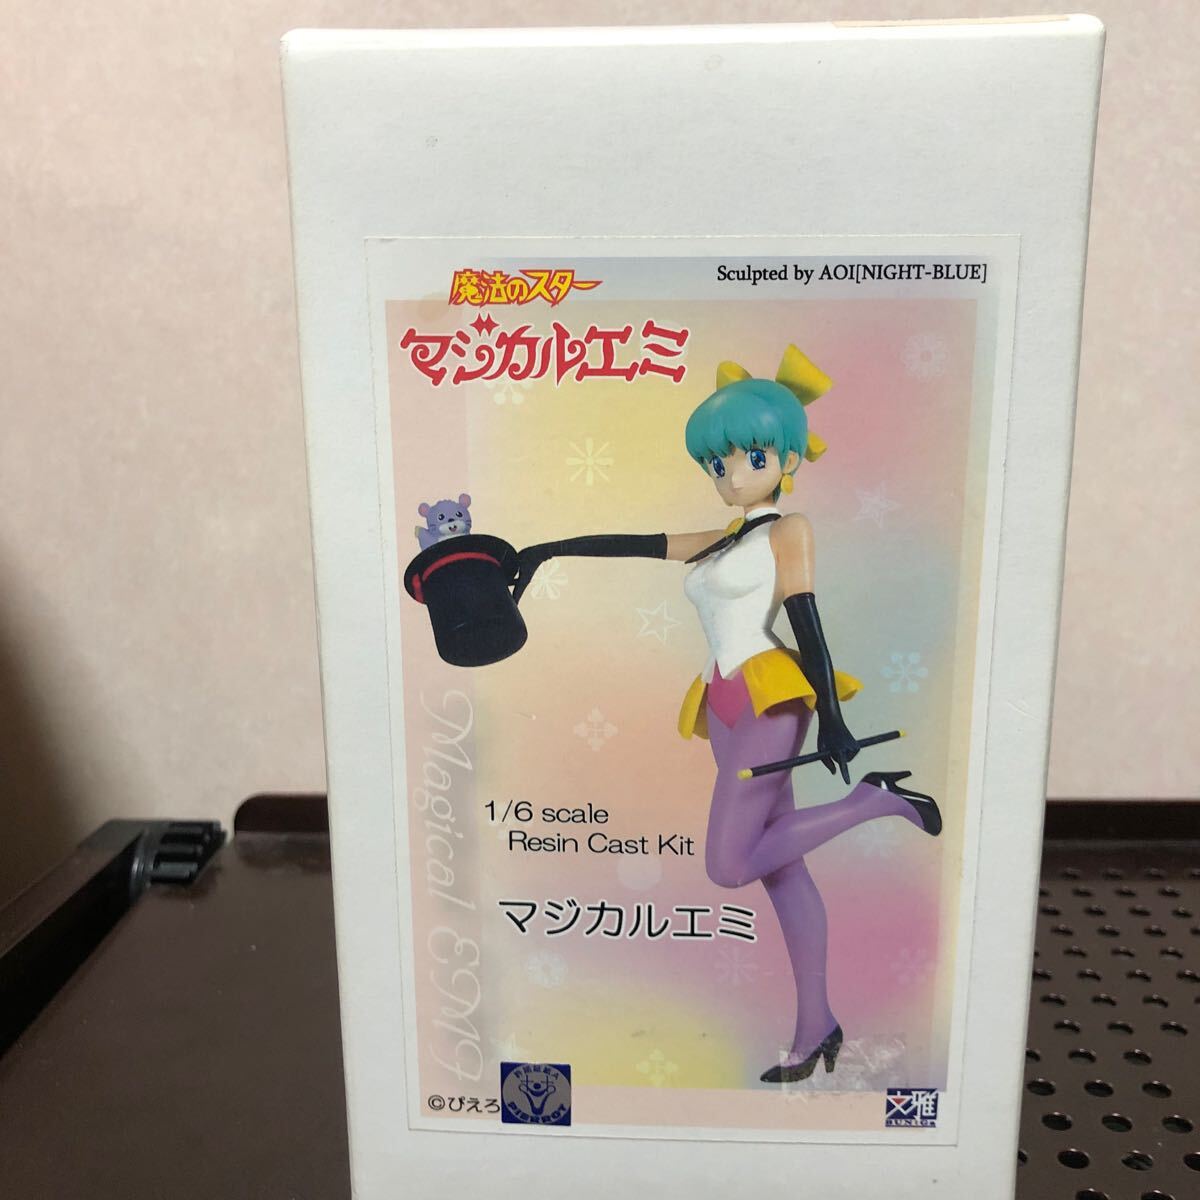 Sculpted by AOI[NIGHT-BLUE]
魔法のスター
マジカルエミ
Magical EMI
1/6 scale
Resin Cast Kit
マジカルエミ
©ぴえろ
PIERROT
文雅
BUNGA